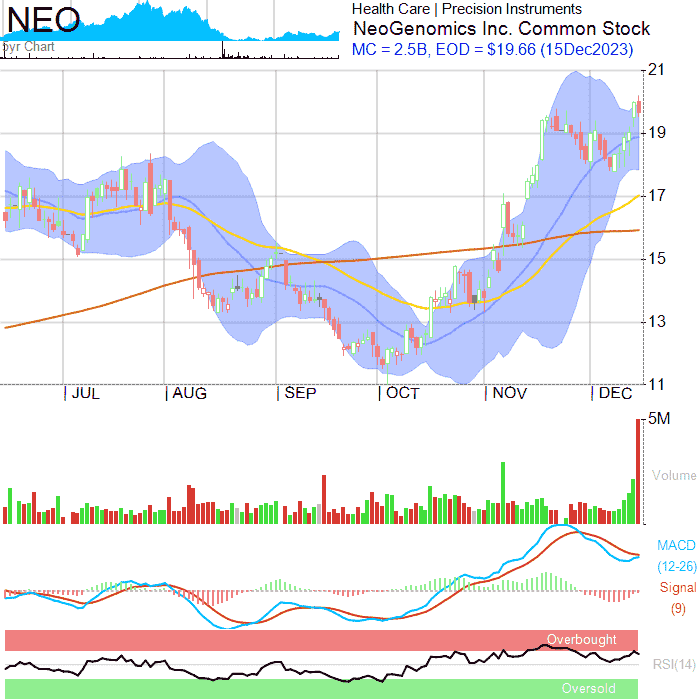 NEO
5yr Chart
Health Care | Precision Instruments
NeoGenomics Inc. Common Stock
MC = 2.5B, EOD = $19.66 (15Dec2023)
21
19
17
15
13
11
JUL AUG SEP OCT NOV DEC
5M
Volume
MACD
(12-26)
Signal
(9)
Overbought
RSI(14)
Oversold